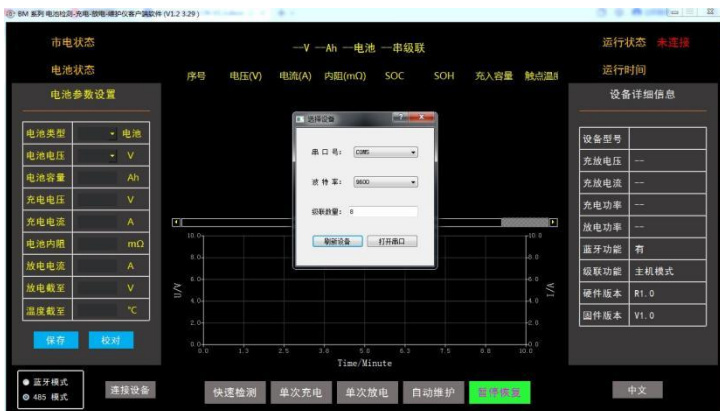 BM 系列 电池检测-充电-放电-维护仪客户端软件 (V1.2 3.29)
市电状态
电池状态
--V --Ah --电池 --串级联
运行状态 未连接
运行时间
序号 电压(V) 电流(A) 内阻(mΩ) SOC SOH 充入容量 触点温度
电池参数设置
电池类型 电池
电池电压 V
电池容量 Ah
充电电压 V
充电电流 A
电池内阻 mΩ
放电电流 A
放电截至 V
温度截至 °C
保存 校对
选择设备
串 口 号: COM5
波 特 率: 9600
级联数量: 8
刷新设备 打开串口
设备详细信息
设备型号
充放电压 --
充放电流 --
充电功率 --
放电功率 --
蓝牙功能 有
级联功能 主机模式
硬件版本 R1.0
固件版本 V1.0
10.0 10.0
8.0 8.0
6.0 6.0
4.0 4.0
2.0 2.0
0.0 0.0
U/V I/A
0.0 1.3 2.5 3.8 5.0 6.3 7.5 8.8 10.0
Time/Minute
蓝牙模式
485 模式
连接设备 快速检测 单次充电 单次放电 自动维护 暂停恢复 中文